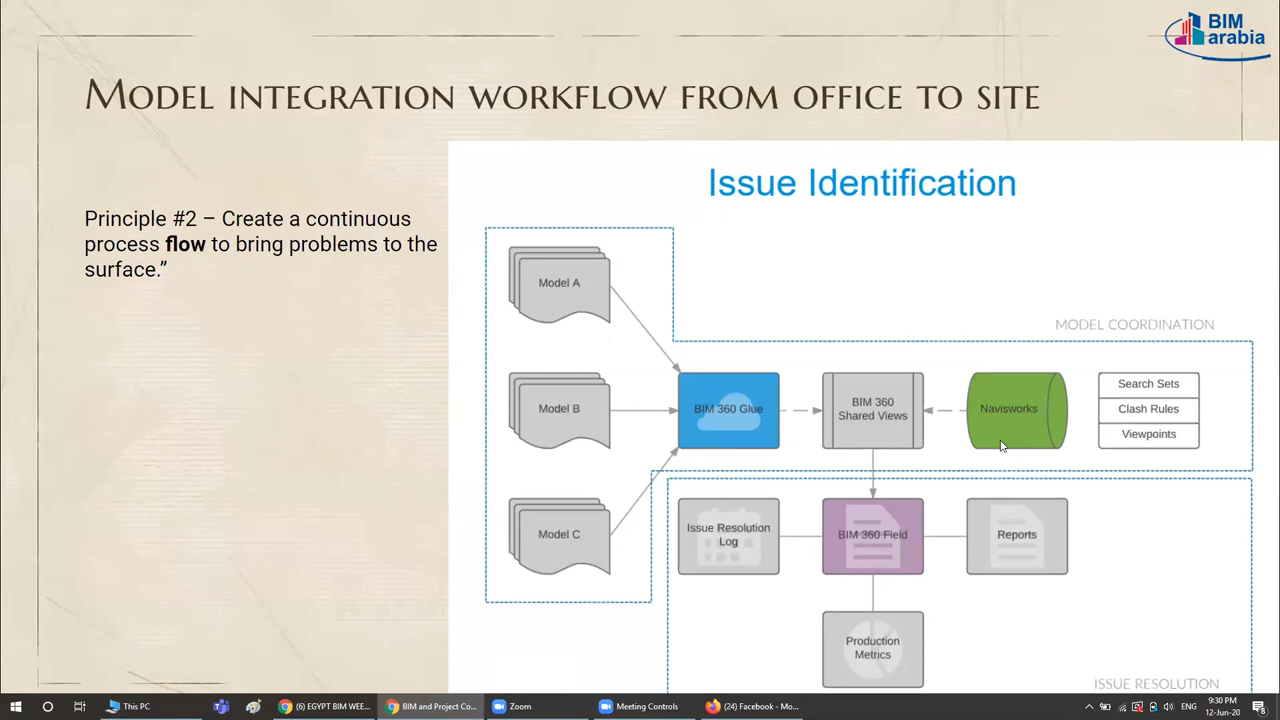 BIM
arabia
MODEL INTEGRATION WORKFLOW FROM OFFICE TO SITE
Principle #2 – Create a continuous
process flow to bring problems to the
surface.”
Issue Identification
MODEL COORDINATION
Model A
Model B
Model C
BIM 360 Glue
BIM 360
Shared Views
Navisworks
Search Sets
Clash Rules
Viewpoints
Issue Resolution
Log
BIM 360 Field
Reports
Production
Metrics
ISSUE RESOLUTION
This PC
(6) EGYPT BIM WEE...
BIM and Project Co...
Zoom
Meeting Controls
(24) Facebook - Mo...
ENG
9:30 PM
12-Jun-20
8